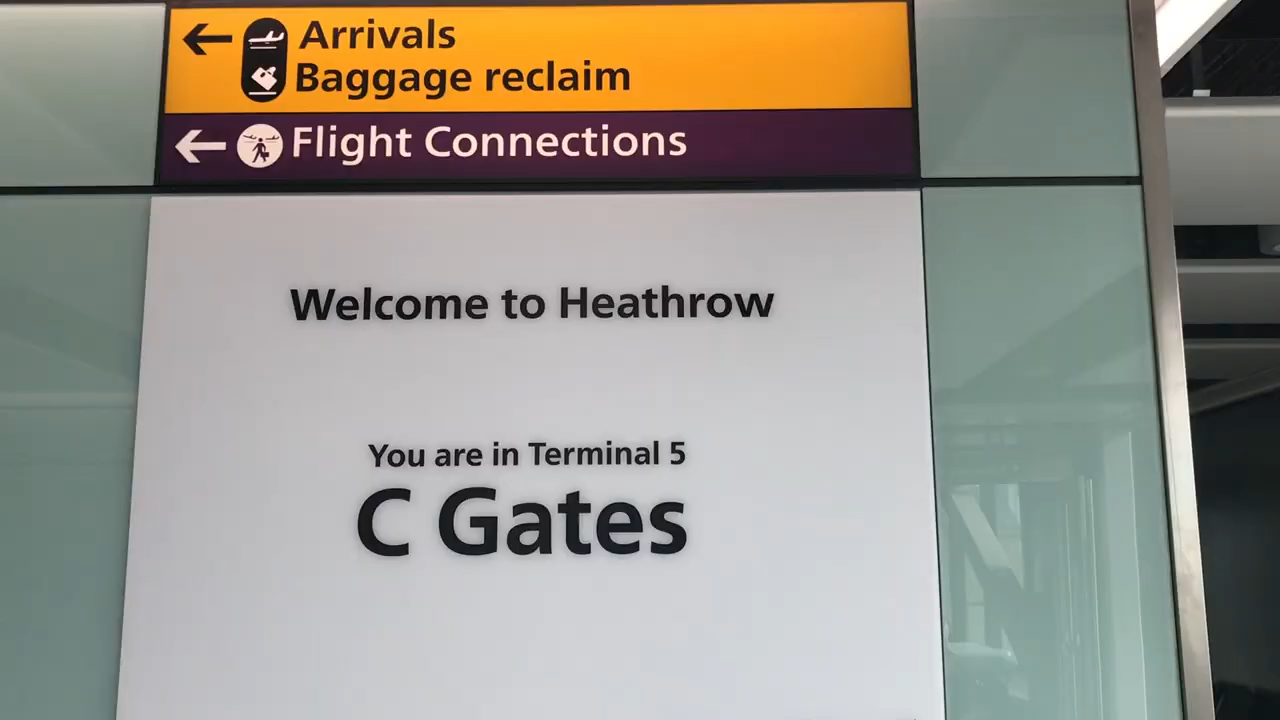 Arrivals
Baggage reclaim
Flight Connections
Welcome to Heathrow
You are in Terminal 5
C Gates